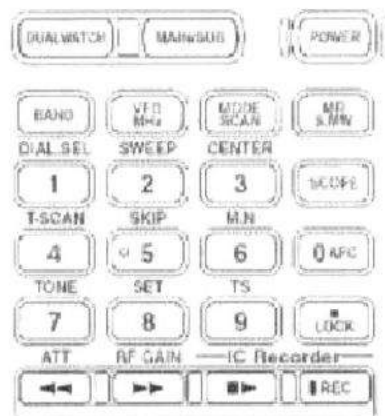 DUALWATCH MAIN/SUB POWER
BAND VFO MHz MODE SCAN MR S.MW
DIAL.SEL SWEEP CENTER
1 2 3 SCOPE
T-SCAN SKIP M.N
4 5 6 0 AFC
TONE SET TS
7 8 9 LOCK
ATT RF GAIN IC Recorder
◄◄ ►► ■► REC